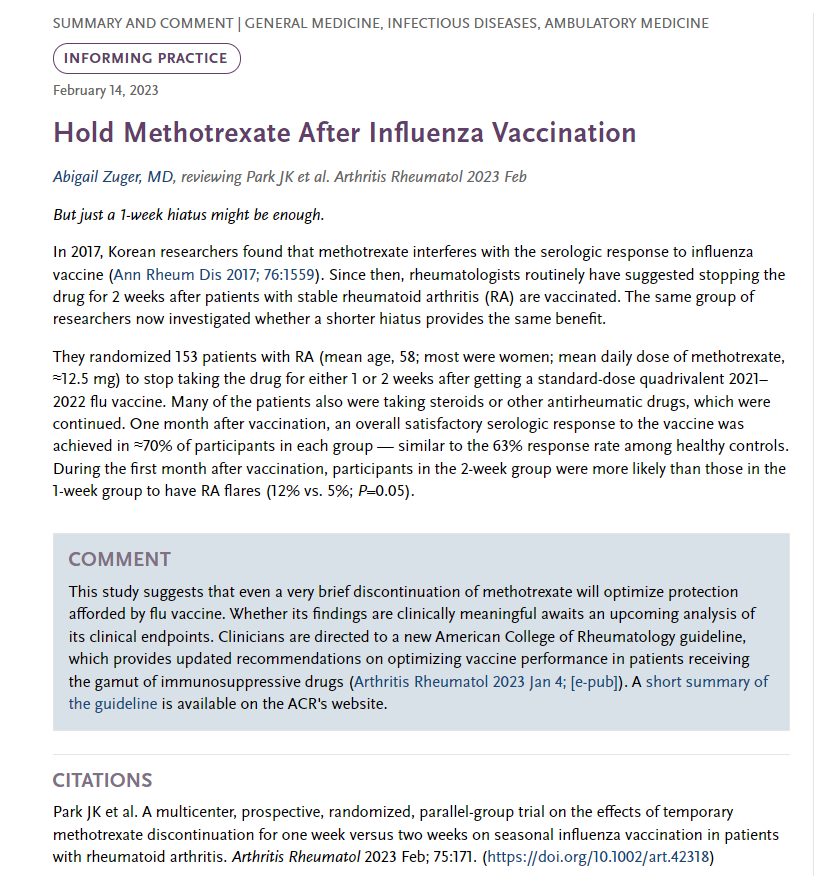 SUMMARY AND COMMENT | GENERAL MEDICINE, INFECTIOUS DISEASES, AMBULATORY MEDICINE
INFORMING PRACTICE
February 14, 2023
Hold Methotrexate After Influenza Vaccination
Abigail Zuger, MD, reviewing Park JK et al. Arthritis Rheumatol 2023 Feb
But just a 1-week hiatus might be enough.
In 2017, Korean researchers found that methotrexate interferes with the serologic response to influenza
vaccine (Ann Rheum Dis 2017; 76:1559). Since then, rheumatologists routinely have suggested stopping the
drug for 2 weeks after patients with stable rheumatoid arthritis (RA) are vaccinated. The same group of
researchers now investigated whether a shorter hiatus provides the same benefit.
They randomized 153 patients with RA (mean age, 58; most were women; mean daily dose of methotrexate,
≈12.5 mg) to stop taking the drug for either 1 or 2 weeks after getting a standard-dose quadrivalent 2021–
2022 flu vaccine. Many of the patients also were taking steroids or other antirheumatic drugs, which were
continued. One month after vaccination, an overall satisfactory serologic response to the vaccine was
achieved in ≈70% of participants in each group — similar to the 63% response rate among healthy controls.
During the first month after vaccination, participants in the 2-week group were more likely than those in the
1-week group to have RA flares (12% vs. 5%; P=0.05).
COMMENT
This study suggests that even a very brief discontinuation of methotrexate will optimize protection
afforded by flu vaccine. Whether its findings are clinically meaningful awaits an upcoming analysis of
its clinical endpoints. Clinicians are directed to a new American College of Rheumatology guideline,
which provides updated recommendations on optimizing vaccine performance in patients receiving
the gamut of immunosuppressive drugs (Arthritis Rheumatol 2023 Jan 4; [e-pub]). A short summary of
the guideline is available on the ACR's website.
CITATIONS
Park JK et al. A multicenter, prospective, randomized, parallel-group trial on the effects of temporary
methotrexate discontinuation for one week versus two weeks on seasonal influenza vaccination in patients
with rheumatoid arthritis. Arthritis Rheumatol 2023 Feb; 75:171. (https://doi.org/10.1002/art.42318)